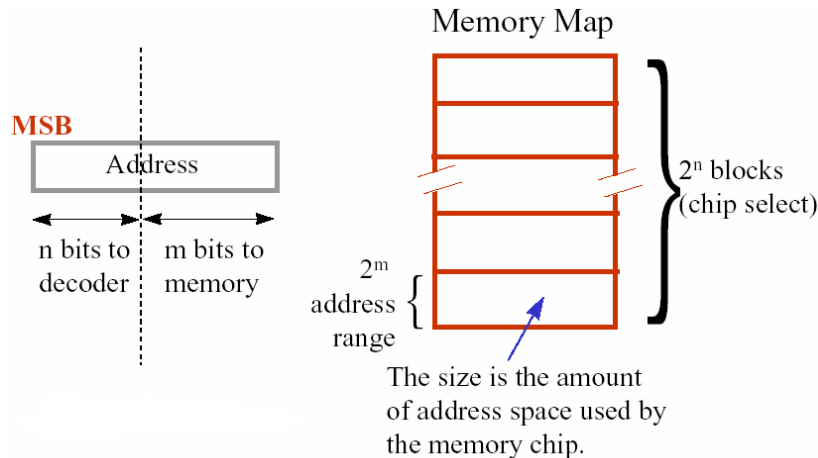 Memory Map
MSB
Address
n bits to
decoder
m bits to
memory
2ᵐ
address
range
2ⁿ blocks
(chip select)
The size is the amount
of address space used by
the memory chip.